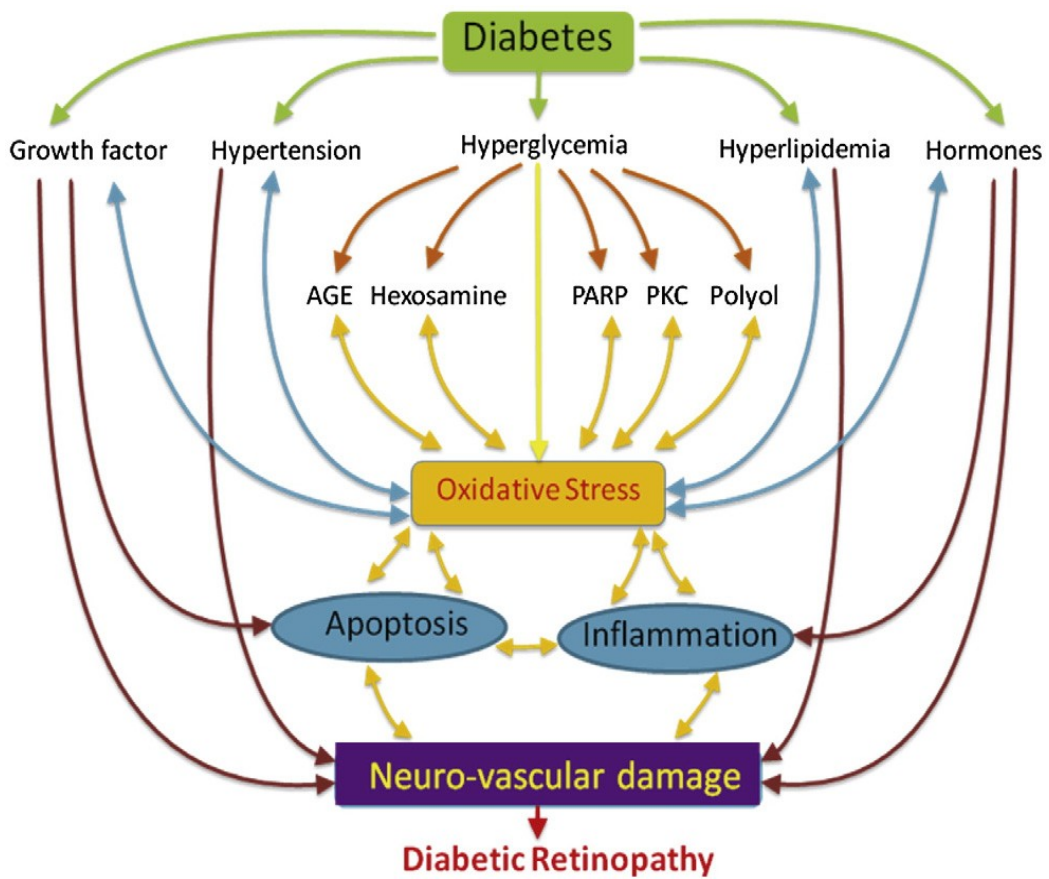 Diabetes
Growth factor
Hypertension
Hyperglycemia
Hyperlipidemia
Hormones
AGE
Hexosamine
PARP
PKC
Polyol
Oxidative Stress
Apoptosis
Inflammation
Neuro-vascular damage
Diabetic Retinopathy